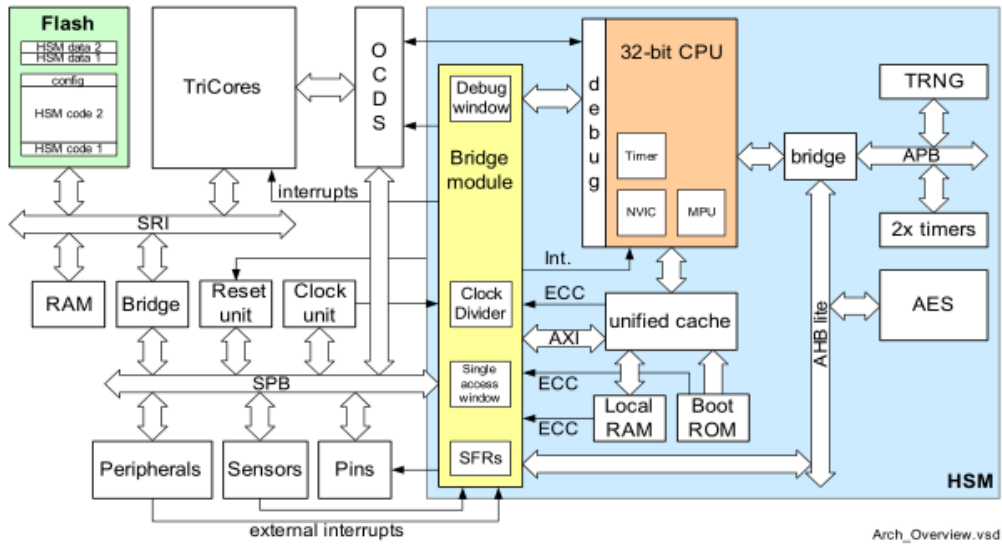 Flash
HSM data 2
HSM data 1
config
HSM code 2
HSM code 1
TriCores
O
C
D
S
Debug
window
Bridge
module
d
e
b
u
g
32-bit CPU
Timer
NVIC
MPU
bridge
TRNG
APB
2x timers
interrupts
SRI
Int.
RAM
Bridge
Reset
unit
Clock
unit
Clock
Divider
ECC
unified cache
AXI
AHB lite
AES
Single
access
window
SPB
ECC
ECC
Local
RAM
Boot
ROM
Peripherals
Sensors
Pins
SFRs
HSM
external interrupts
Arch_Overview.vsd